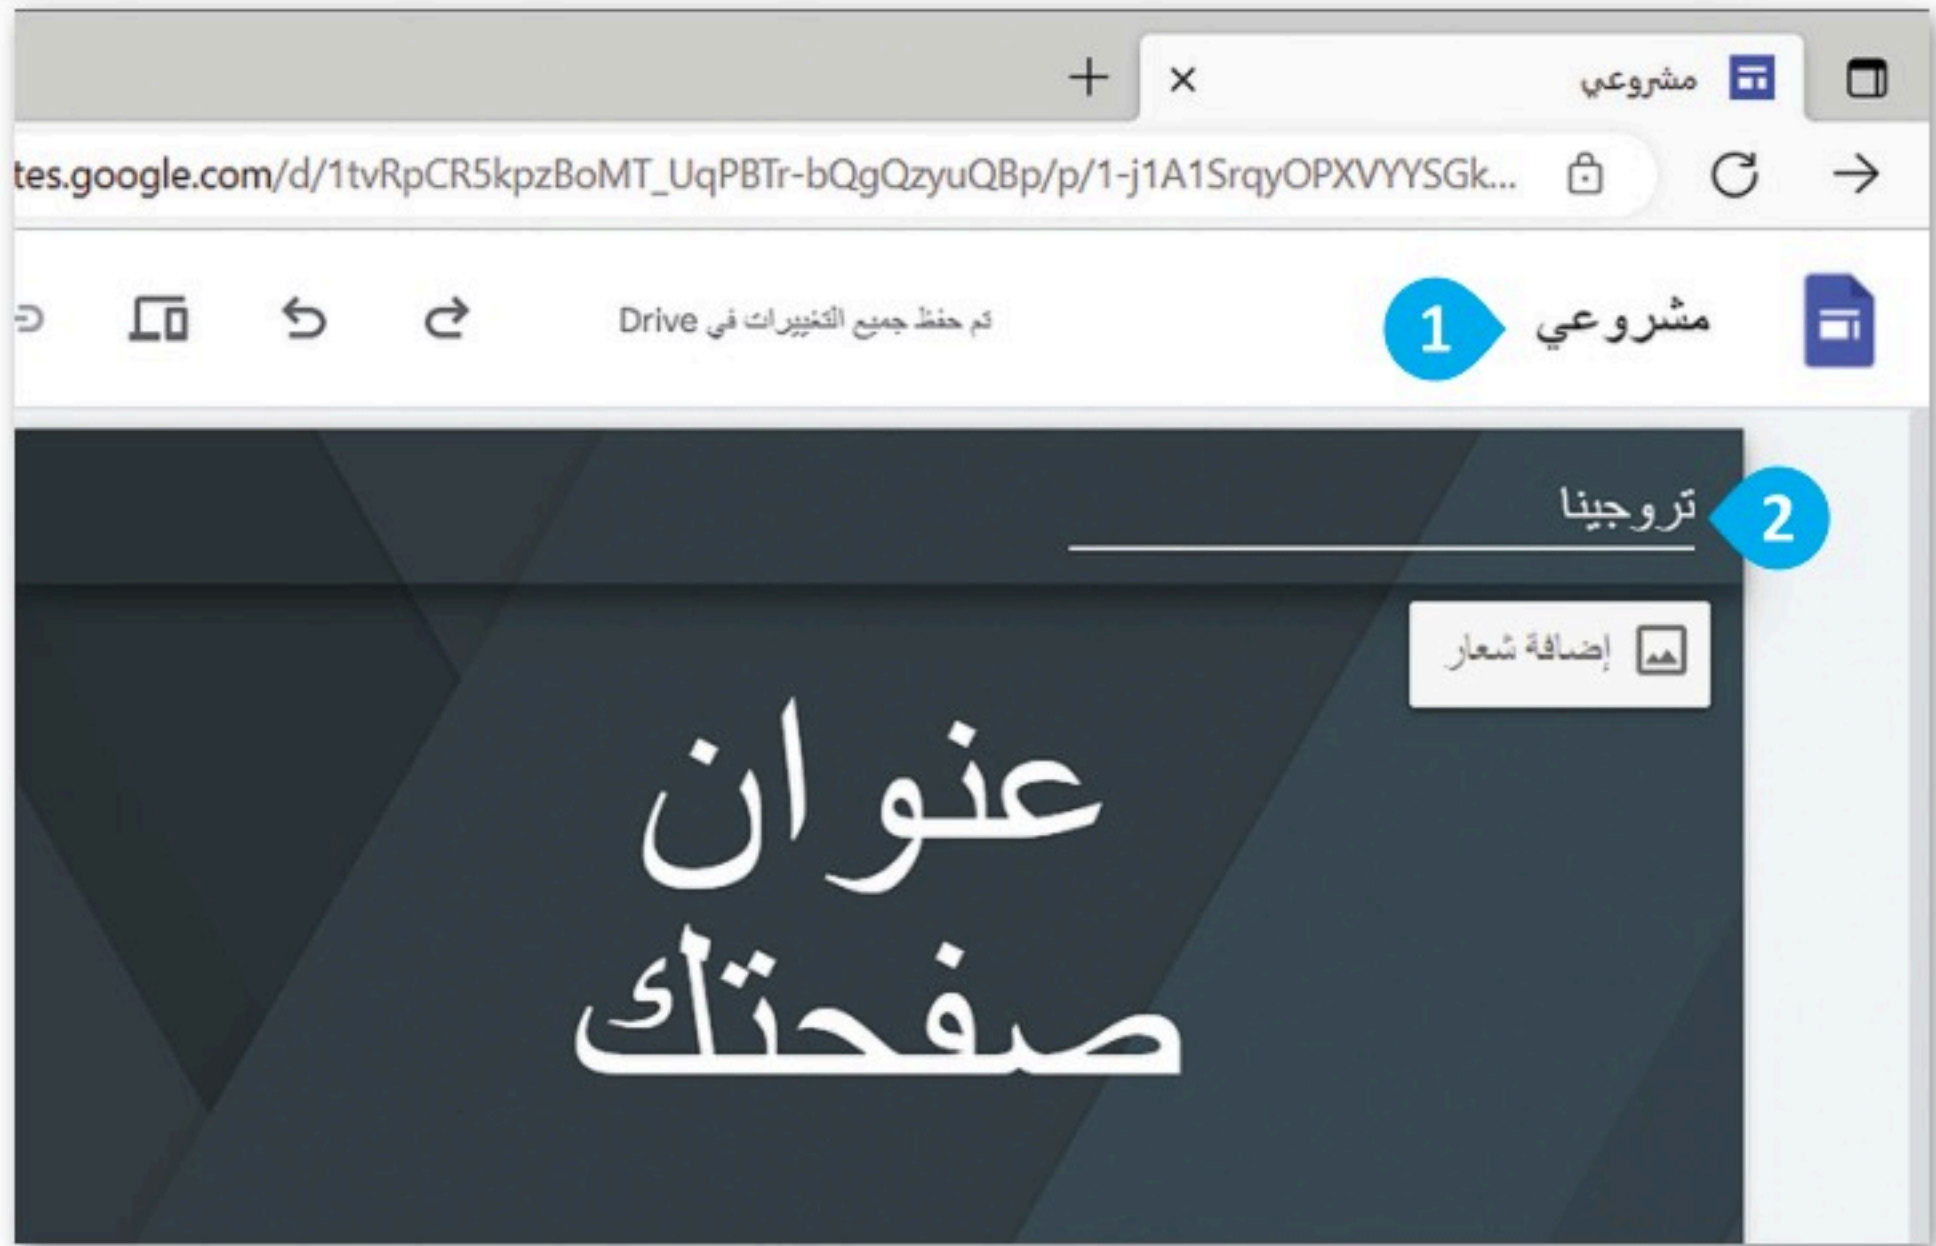 مشروعي
tes.google.com/d/1tvRpCR5kpzBoMT_UqPBTr-bQgQzyuQBp/p/1-j1A1SrqyOPXVYYSGk...
مشروعي 1 تم حفظ جميع التغييرات في Drive
2 تروجينا
إضافة شعار
عنوان
صفحتك